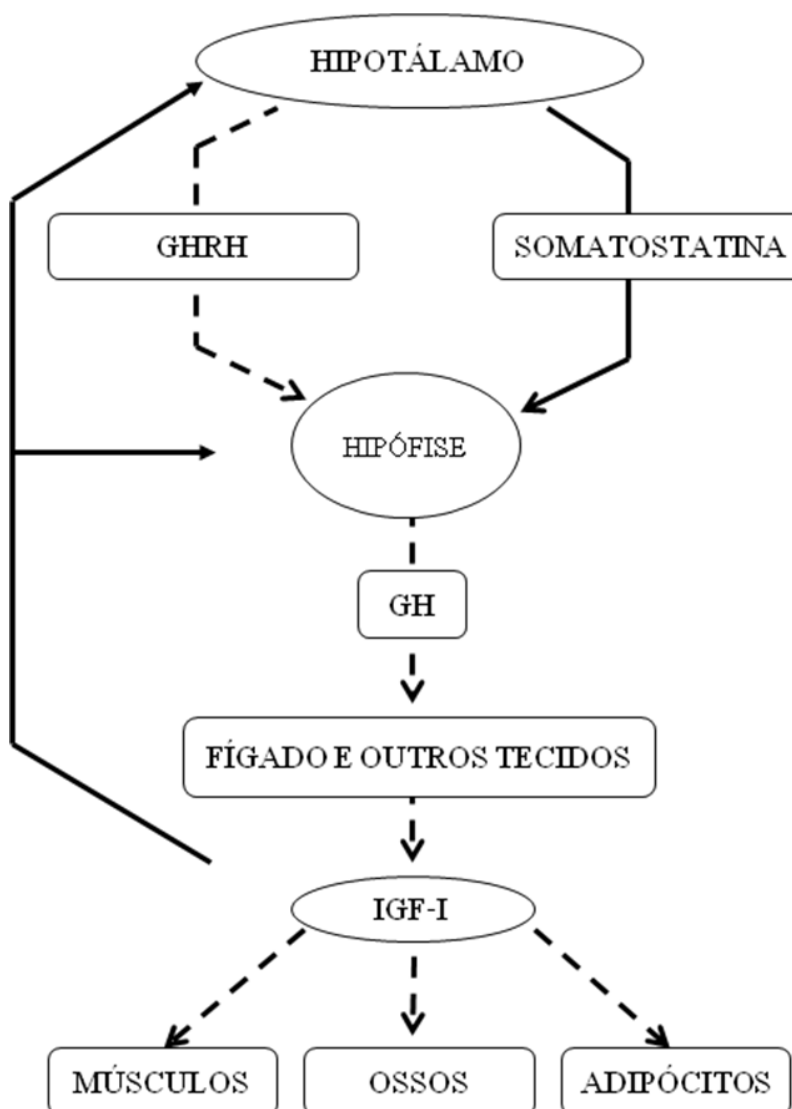 HIPOTÁLAMO
GHRH
SOMATOSTATINA
HIPÓFISE
GH
FÍGADO E OUTROS TECIDOS
IGF-I
MÚSCULOS
OSSOS
ADIPÓCITOS